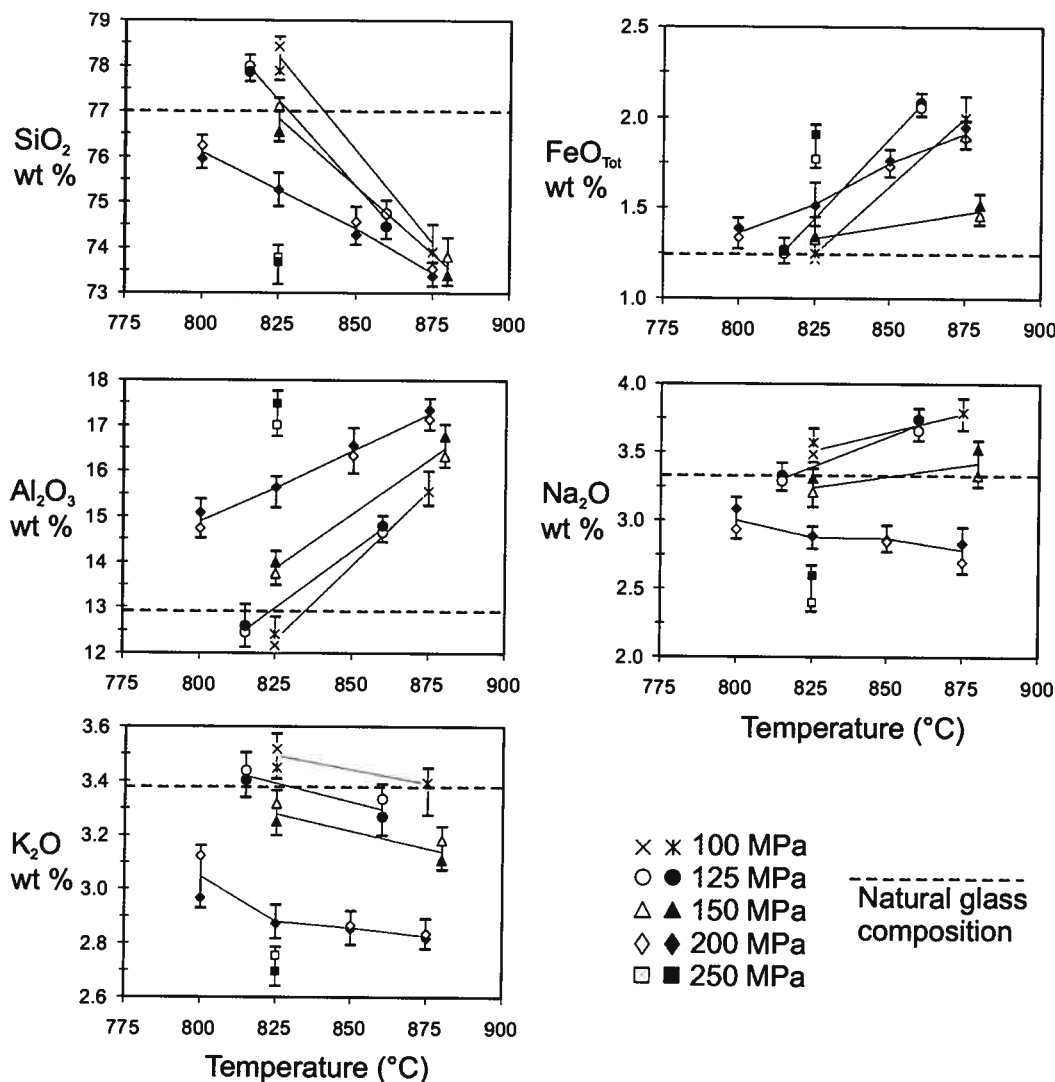 79
78
77
76
75
74
73
SiO₂
wt %
775 800 825 850 875 900
2.5
2.0
1.5
1.0
FeO_Tot
wt %
775 800 825 850 875 900
18
17
16
15
14
13
12
Al₂O₃
wt %
775 800 825 850 875 900
4.0
3.5
3.0
2.5
2.0
Na₂O
wt %
775 800 825 850 875 900
Temperature (°C)
3.6
3.4
3.2
3.0
2.8
2.6
K₂O
wt %
775 800 825 850 875 900
Temperature (°C)
100 MPa
125 MPa
150 MPa
200 MPa
250 MPa
Natural glass
composition